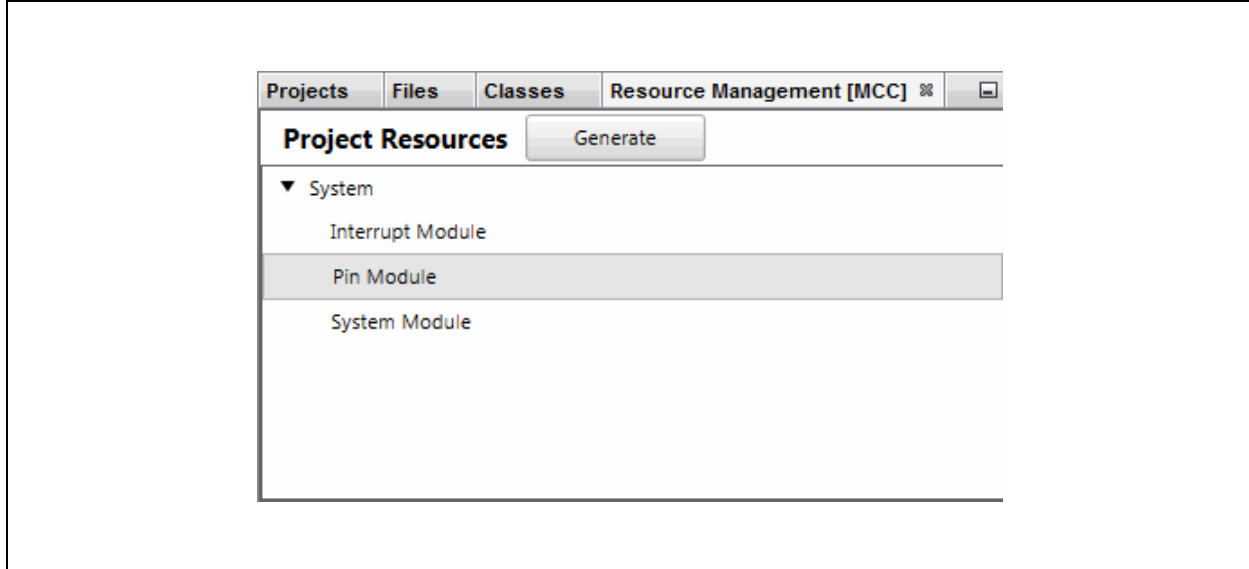 Projects Files Classes Resource Management [MCC]
Project Resources Generate
System
Interrupt Module
Pin Module
System Module